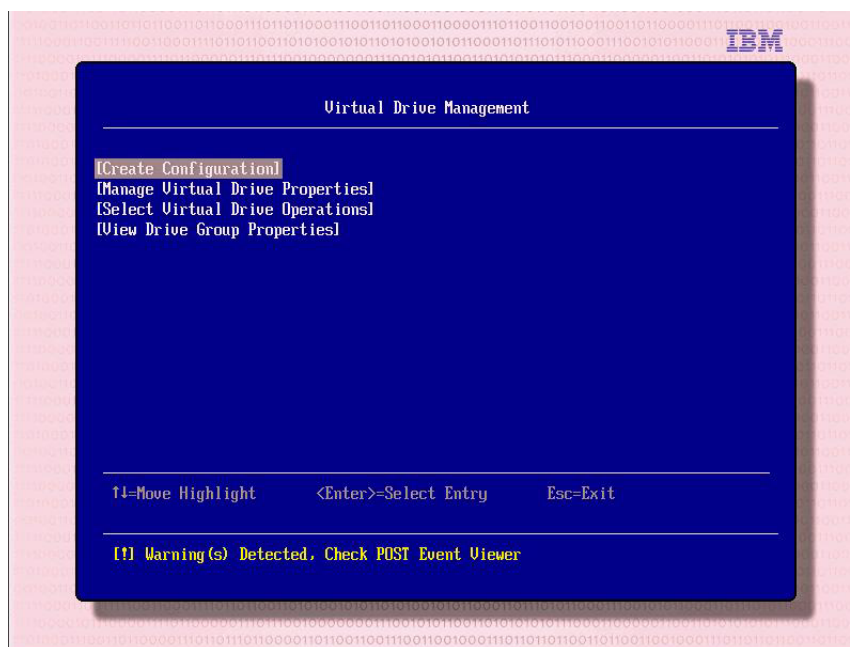 IBM
Virtual Drive Management
[Create Configuration]
[Manage Virtual Drive Properties]
[Select Virtual Drive Operations]
[View Drive Group Properties]
↑↓=Move Highlight <Enter>=Select Entry Esc=Exit
[!] Warning(s) Detected, Check POST Event Viewer